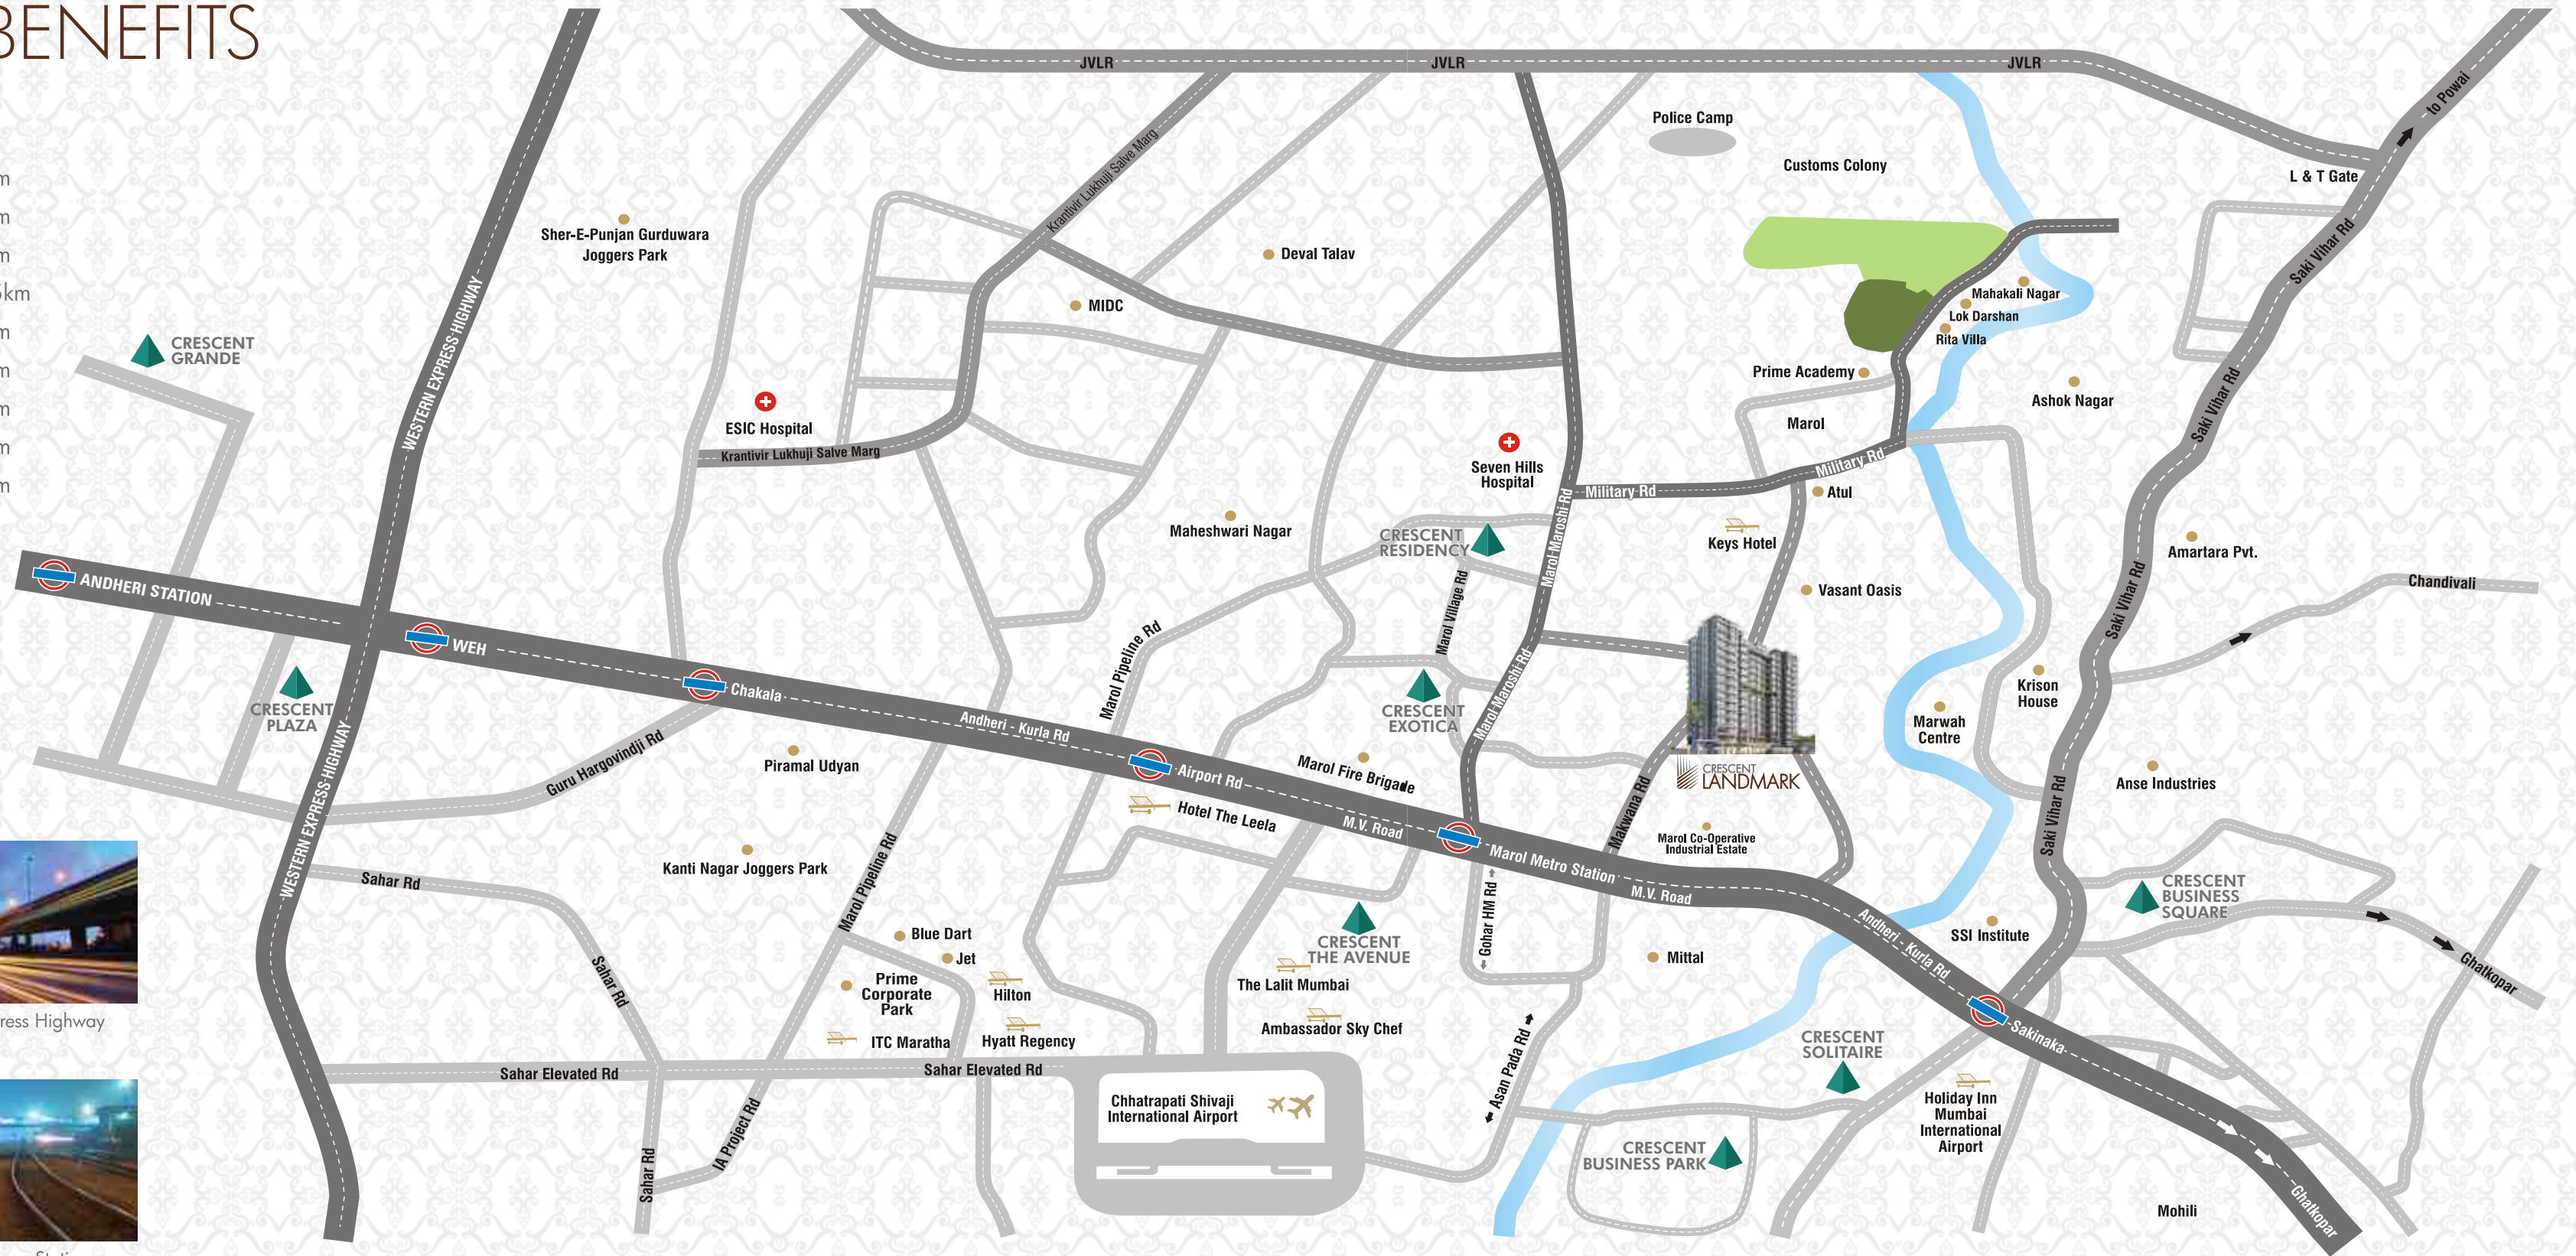 BENEFITS
m
m
m
5km
m
m
m
m
m
ress Highway
JVLR
JVLR
JVLR
to Powai
Police Camp
Customs Colony
L & T Gate
Krantivir Lukhuji Salve Marg
Sher-E-Punjan Gurduwara
Joggers Park
Deval Talav
MIDC
Saki Vihar Rd
Mahakali Nagar
Lok Darshan
Rita Villa
WESTERN EXPRESS HIGHWAY
CRESCENT
GRANDE
Prime Academy
Ashok Nagar
Marol
Saki Vihar Rd
ESIC Hospital
Krantivir Lukhuji Salve Marg
Seven Hills
Hospital
Military Rd
Military Rd
Atul
Maheshwari Nagar
CRESCENT
RESIDENCY
Marol Maroshi Rd
Keys Hotel
Amartara Pvt.
Chandivali
ANDHERI STATION
Vasant Oasis
Saki Vihar Rd
Marol Village Rd
WEH
Marol Pipeline Rd
Chakala
CRESCENT
PLAZA
CRESCENT
EXOTICA
Marol Maroshi Rd
Krison
House
Marwah
Centre
Andheri - Kurla Rd
WESTERN EXPRESS HIGHWAY
Guru Hargovindji Rd
Piramal Udyan
Airport Rd
Marol Fire Brigade
CRESCENT
LANDMARK
Anse Industries
Saki Vihar Rd
Hotel The Leela
M.V. Road
Makwana Rd
Marol Co-Operative
Industrial Estate
Marol Metro Station
M.V. Road
Kanti Nagar Joggers Park
Sahar Rd
Marol Pipeline Rd
Gohar HM Rd
CRESCENT
BUSINESS
SQUARE
Andheri - Kurla Rd
SSI Institute
Blue Dart
Jet
CRESCENT
THE AVENUE
Mittal
Ghatkopar
Sahar Rd
Prime
Corporate
Park
Hilton
The Lalit Mumbai
Ambassador Sky Chef
ITC Maratha
Hyatt Regency
Sakinaka
CRESCENT
SOLITAIRE
Asan Pada Rd
Sahar Elevated Rd
Sahar Elevated Rd
Chhatrapati Shivaji
International Airport
Holiday Inn
Mumbai
International
Airport
IA Project Rd
Sahar Rd
CRESCENT
BUSINESS PARK
Mohili
Ghatkopar